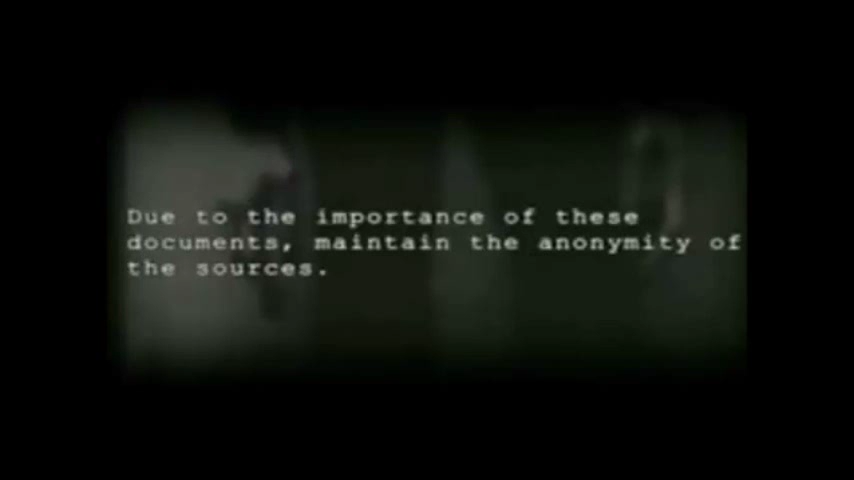 Due to the importance of these
documents, maintain the anonymity of
the sources.